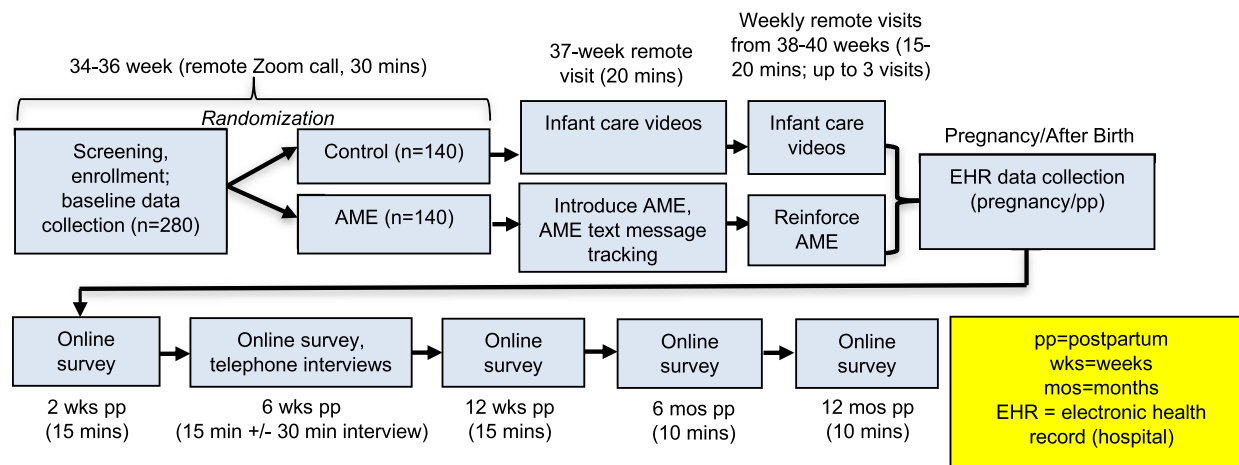 34-36 week (remote Zoom call, 30 mins)
37-week remote
visit (20 mins)
Weekly remote visits
from 38-40 weeks (15-
20 mins; up to 3 visits)
Randomization
Screening,
enrollment;
baseline data
collection (n=280)
Control (n=140)
Infant care videos
Infant care
videos
AME (n=140)
Introduce AME,
AME text message
tracking
Reinforce
AME
Pregnancy/After Birth
EHR data collection
(pregnancy/pp)
Online
survey
2 wks pp
(15 mins)
Online survey,
telephone interviews
6 wks pp
(15 min +/- 30 min interview)
Online
survey
12 wks pp
(15 mins)
Online
survey
6 mos pp
(10 mins)
Online
survey
12 mos pp
(10 mins)
pp=postpartum
wks=weeks
mos=months
EHR = electronic health
record (hospital)